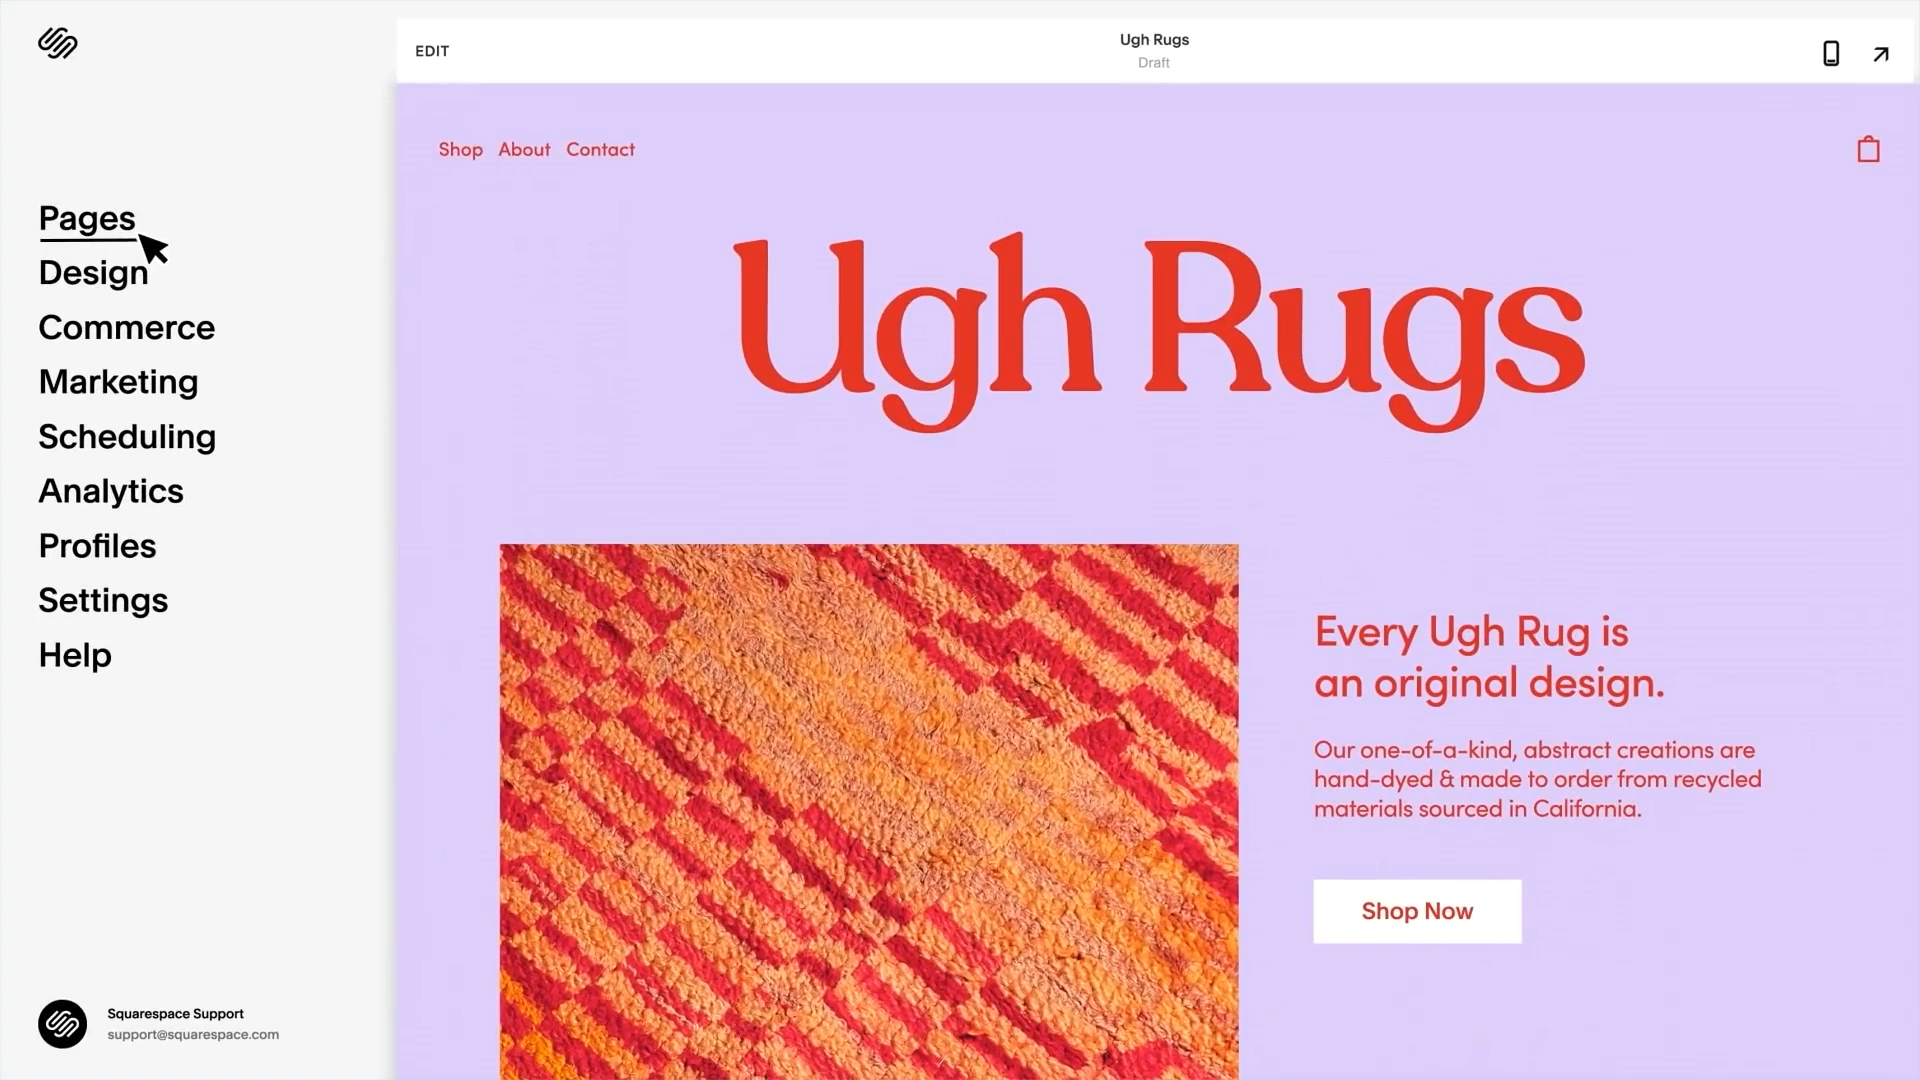 EDIT
Ugh Rugs
Draft
Pages
Design
Commerce
Marketing
Scheduling
Analytics
Profiles
Settings
Help
Squarespace Support
support@squarespace.com
Shop About Contact
Ugh Rugs
Every Ugh Rug is
an original design.
Our one-of-a-kind, abstract creations are
hand-dyed & made to order from recycled
materials sourced in California.
Shop Now